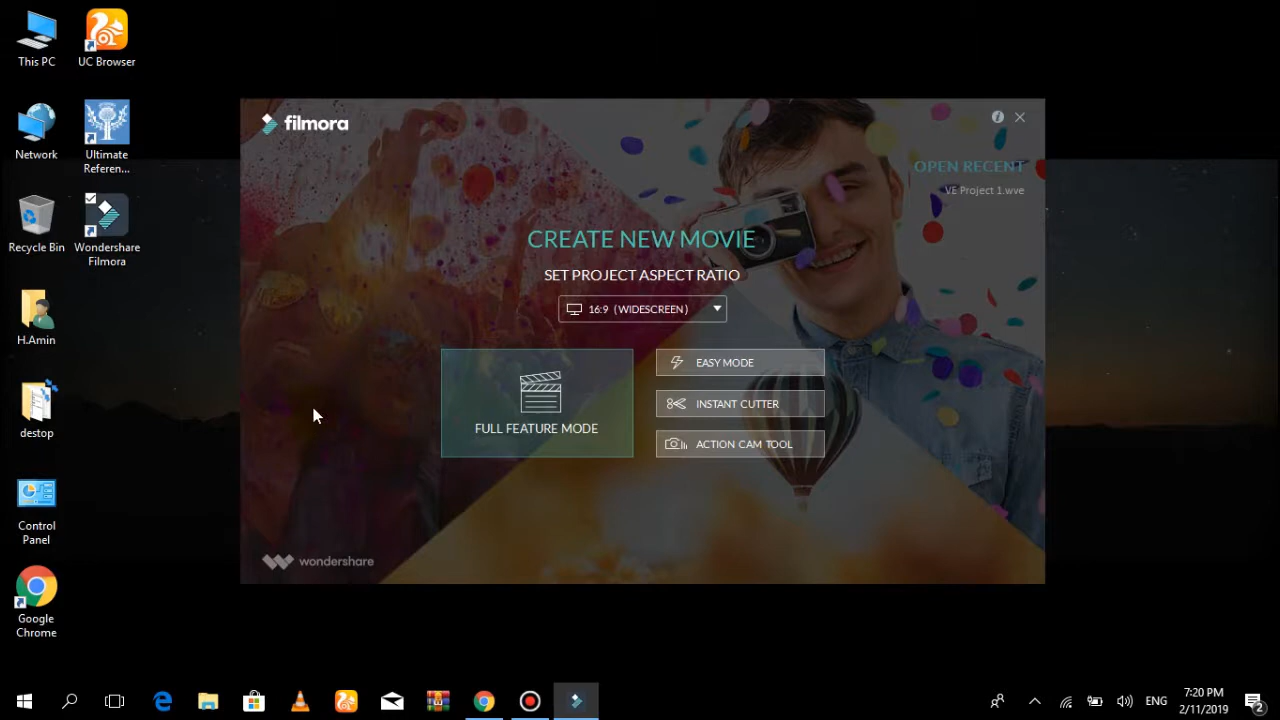 This PC
UC Browser
Network
Ultimate
Referen...
Recycle Bin
Wondershare
Filmora
H.Amin
destop
Control
Panel
Google
Chrome
filmora
OPEN RECENT
VE Project 1.wve
CREATE NEW MOVIE
SET PROJECT ASPECT RATIO
16:9 (WIDESCREEN)
FULL FEATURE MODE
EASY MODE
INSTANT CUTTER
ACTION CAM TOOL
wondershare
ENG
7:20 PM
2/11/2019
2